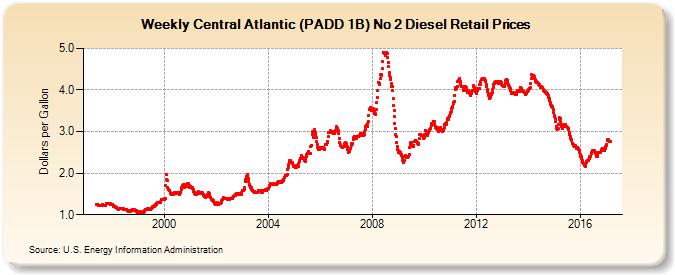 Weekly Central Atlantic (PADD 1B) No 2 Diesel Retail Prices
Dollars per Gallon
5.0
4.0
3.0
2.0
1.0
2000 2004 2008 2012 2016
Source: U.S. Energy Information Administration